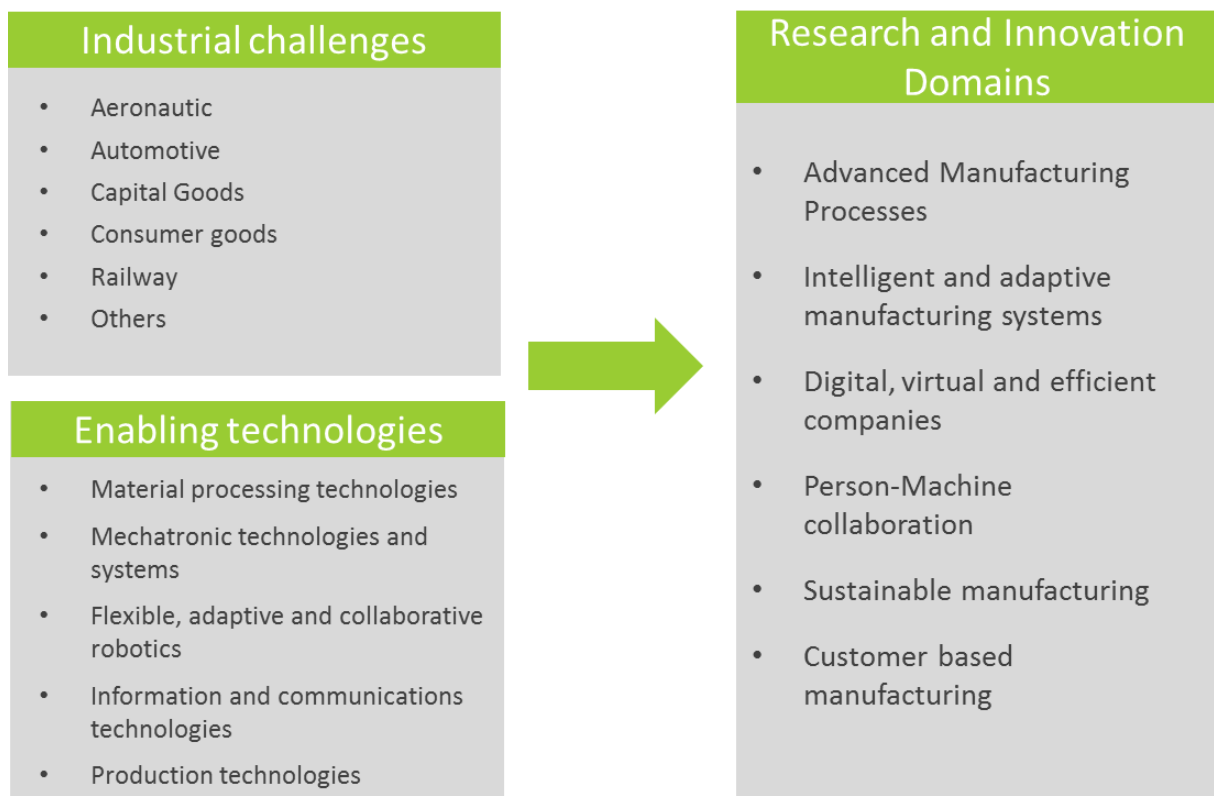 Industrial challenges
• Aeronautic
• Automotive
• Capital Goods
• Consumer goods
• Railway
• Others
Enabling technologies
• Material processing technologies
• Mechatronic technologies and
systems
• Flexible, adaptive and collaborative
robotics
• Information and communications
technologies
• Production technologies
Research and Innovation
Domains
• Advanced Manufacturing
Processes
• Intelligent and adaptive
manufacturing systems
• Digital, virtual and efficient
companies
• Person-Machine
collaboration
• Sustainable manufacturing
• Customer based
manufacturing